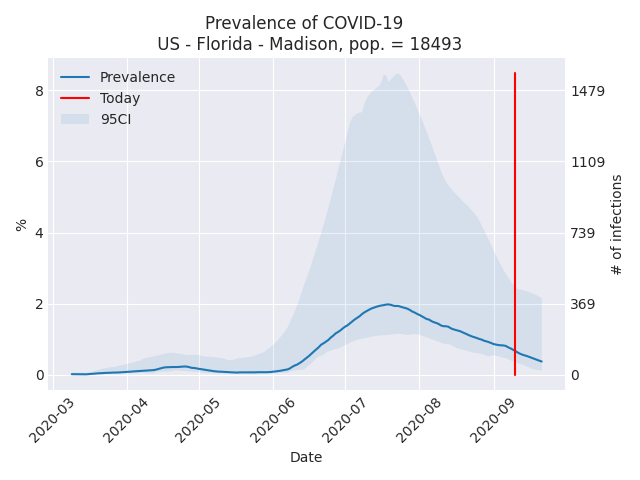 Prevalence of COVID-19
US - Florida - Madison, pop. = 18493
Prevalence
Today
95CI
8
6
4
2
0
%
1479
1109
739
369
0
# of infections
2020-03
2020-04
2020-05
2020-06
2020-07
2020-08
2020-09
Date